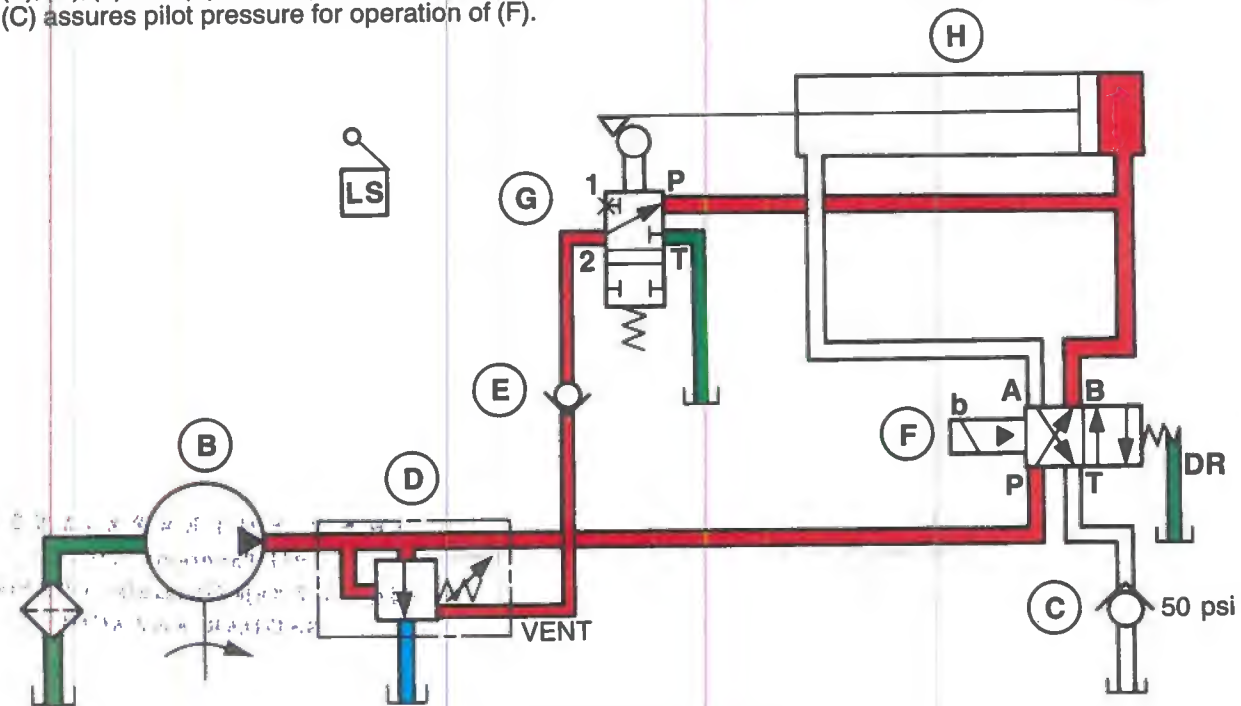 (C) assures pilot pressure for operation of (F).
H
LS
G
1
P
2
T
E
A
B
b
F
P
T
DR
B
D
VENT
C
50 psi